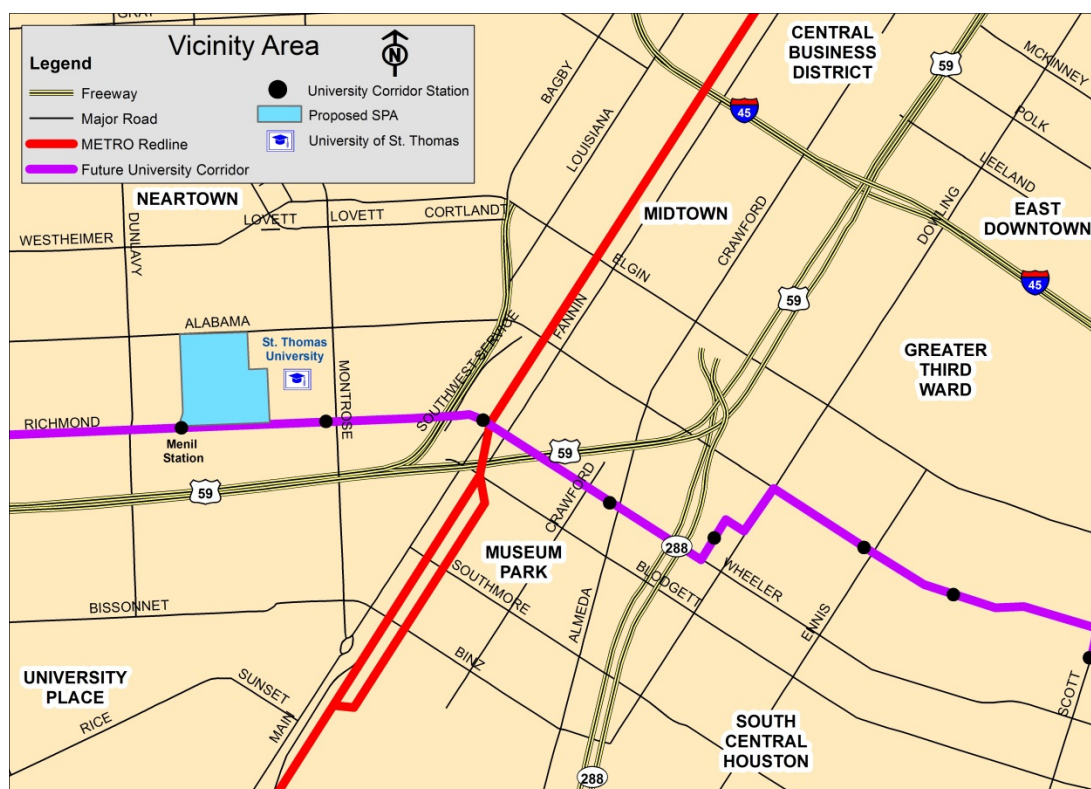 GRAY
Vicinity Area
N
Legend
Freeway
Major Road
METRO Redline
Future University Corridor
University Corridor Station
Proposed SPA
University of St. Thomas
CENTRAL
BUSINESS
DISTRICT
59
MCKINNEY
BAGBY
LOUISIANA
45
POLK
LEELAND
NEARTOWN
DUNLAVY
LOVETT
LOVETT
CORTLANDT
WESTHEIMER
MIDTOWN
CRAWFORD
DOWLING
EAST
DOWNTOWN
ELGIN
59
45
ALABAMA
St. Thomas
University
MONTROSE
SOUTHWEST SERVICE
FANNIN
GREATER
THIRD
WARD
RICHMOND
Menil
Station
59
59
CRAWFORD
288
MUSEUM
PARK
WHEELER
BLODGETT
SOUTHMORE
ALMEDA
ENNIS
BISSONNET
BINZ
UNIVERSITY
PLACE
SUNSET
RICE
MAIN
SCOTT
SOUTH
CENTRAL
HOUSTON
288